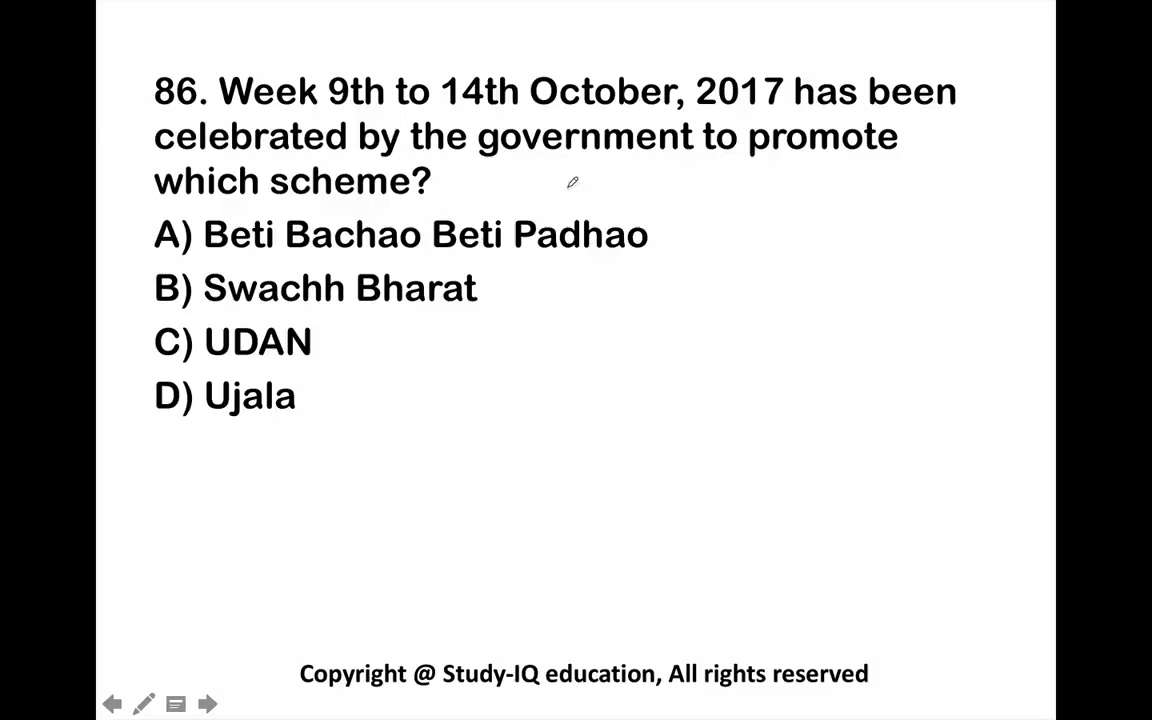 86. Week 9th to 14th October, 2017 has been
celebrated by the government to promote
which scheme?
A) Beti Bachao Beti Padhao
B) Swachh Bharat
C) UDAN
D) Ujala
Copyright @ Study-IQ education, All rights reserved